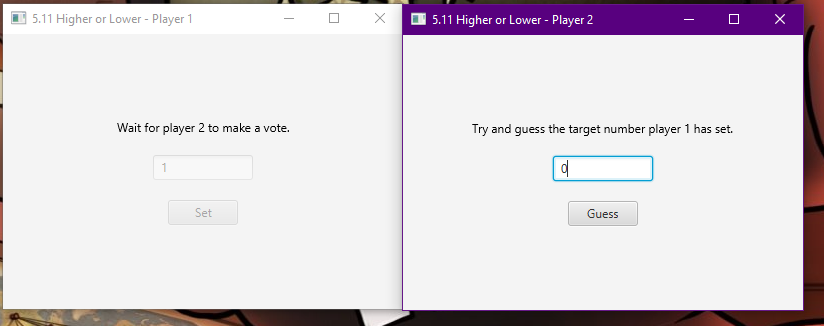 5.11 Higher or Lower - Player 1
Wait for player 2 to make a vote.
1
Set
5.11 Higher or Lower - Player 2
Try and guess the target number player 1 has set.
0
Guess